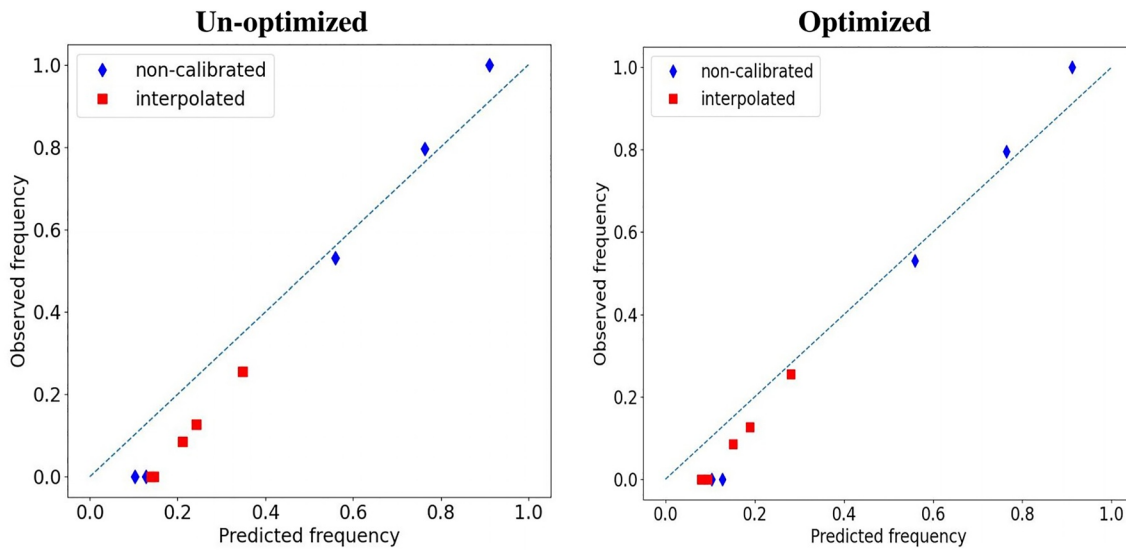 Un-optimized
non-calibrated
interpolated
1.0
0.8
0.6
0.4
0.2
0.0
Observed frequency
0.0 0.2 0.4 0.6 0.8 1.0
Predicted frequency
Optimized
non-calibrated
interpolated
1.0
0.8
0.6
0.4
0.2
0.0
Observed frequency
0.0 0.2 0.4 0.6 0.8 1.0
Predicted frequency